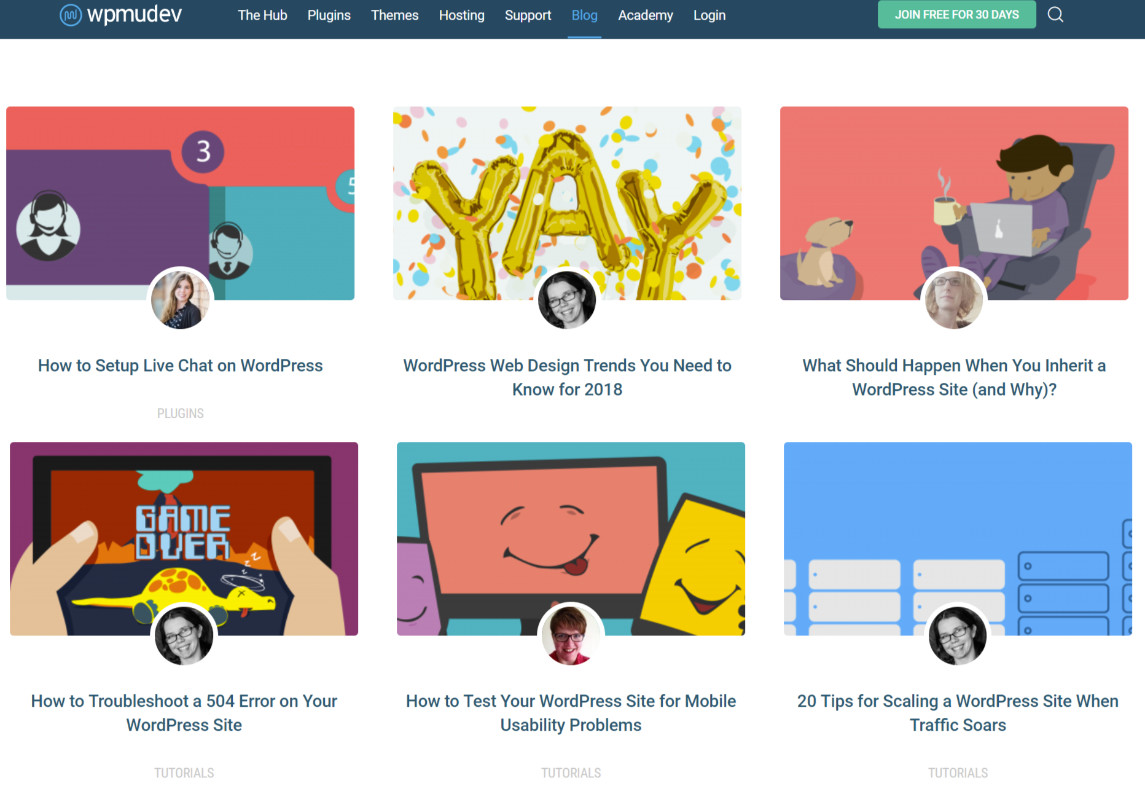 wpmudev
The Hub
Plugins
Themes
Hosting
Support
Blog
Academy
Login
JOIN FREE FOR 30 DAYS
3
5
YAY
How to Setup Live Chat on WordPress
PLUGINS
WordPress Web Design Trends You Need to
Know for 2018
What Should Happen When You Inherit a
WordPress Site (and Why)?
GAME
OVER
z z z
How to Troubleshoot a 504 Error on Your
WordPress Site
TUTORIALS
How to Test Your WordPress Site for Mobile
Usability Problems
TUTORIALS
20 Tips for Scaling a WordPress Site When
Traffic Soars
TUTORIALS